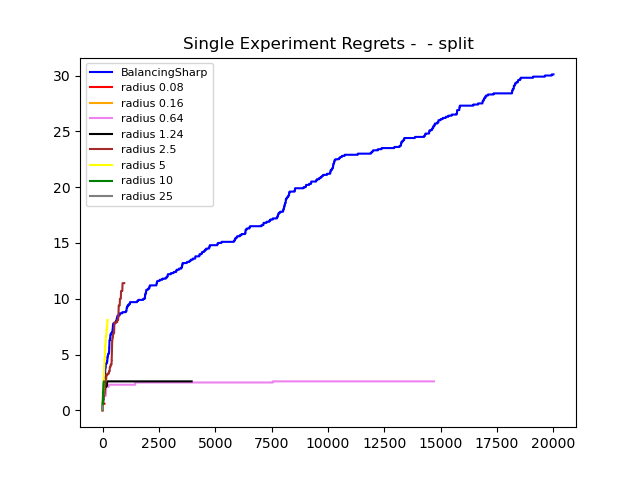 Single Experiment Regrets -  - split
BalancingSharp
radius 0.08
radius 0.16
radius 0.64
radius 1.24
radius 2.5
radius 5
radius 10
radius 25
30
25
20
15
10
5
0
0 2500 5000 7500 10000 12500 15000 17500 20000